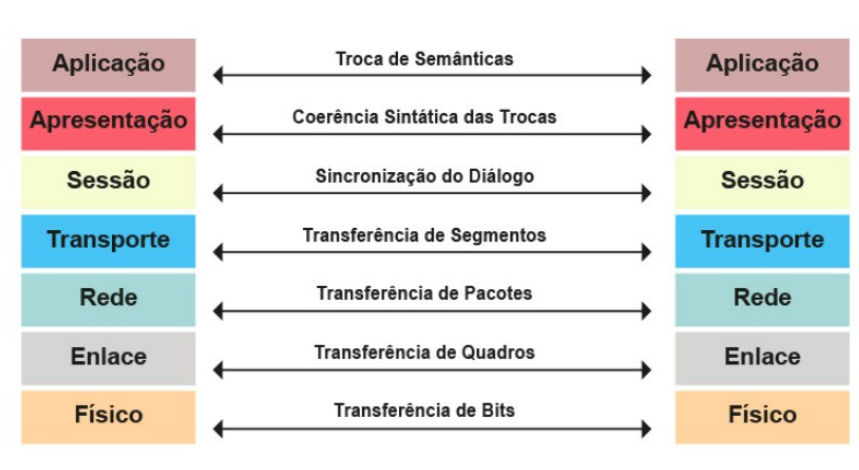 Aplicação Troca de Semânticas Aplicação
Apresentação Coerência Sintática das Trocas Apresentação
Sessão Sincronização do Diálogo Sessão
Transporte Transferência de Segmentos Transporte
Rede Transferência de Pacotes Rede
Enlace Transferência de Quadros Enlace
Físico Transferência de Bits Físico